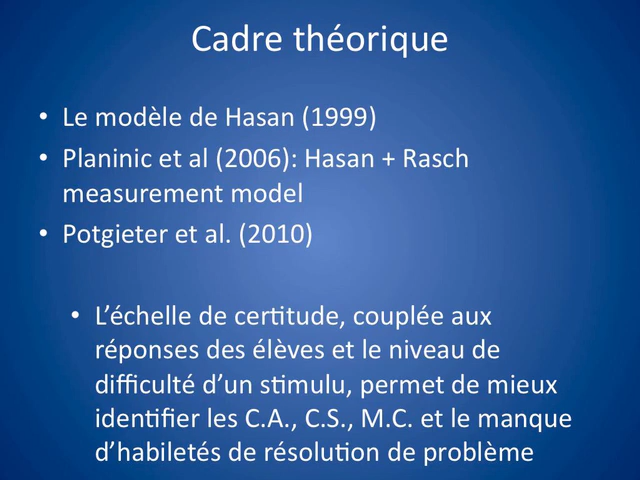 Cadre théorique
• Le modèle de Hasan (1999)
• Planinic et al (2006): Hasan + Rasch
measurement model
• Potgieter et al. (2010)
• L’échelle de certitude, couplée aux
réponses des élèves et le niveau de
difficulté d’un stimulu, permet de mieux
identifier les C.A., C.S., M.C. et le manque
d’habiletés de résolution de problème